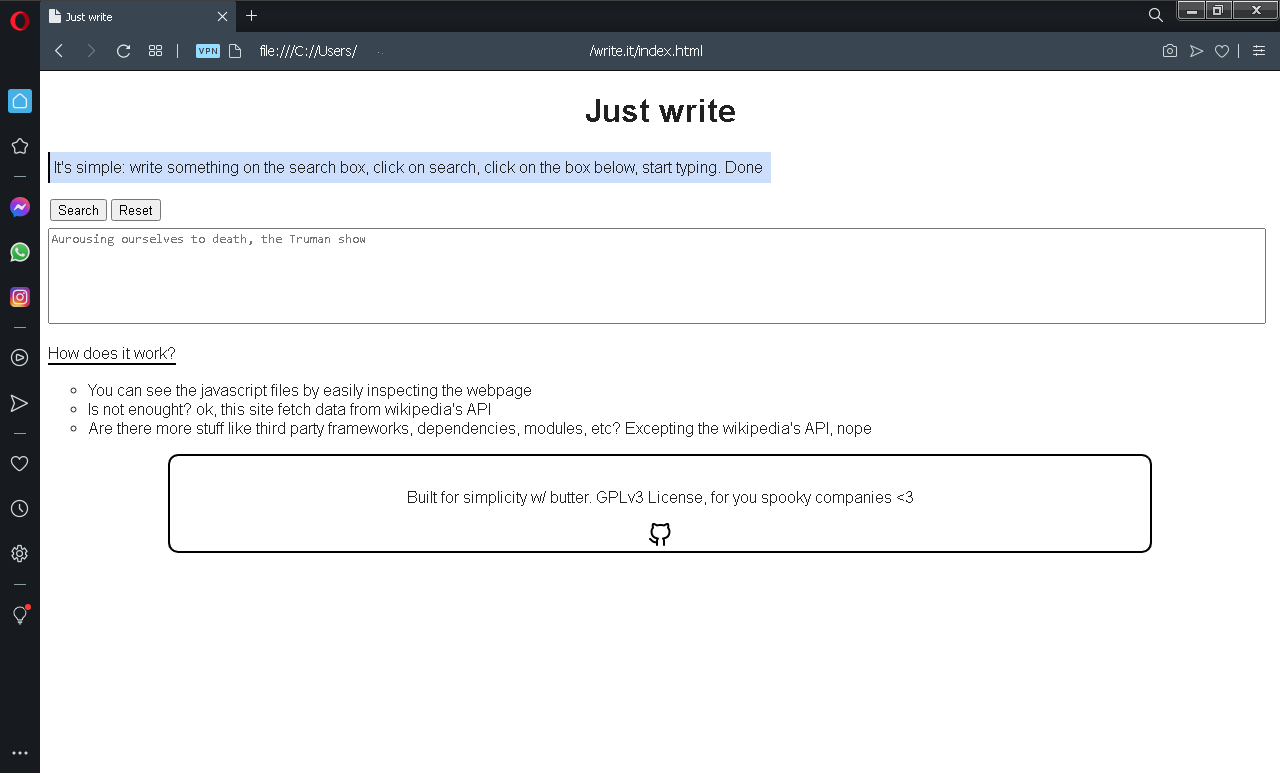 Just write
VPN
file:///C://Users/
/write.it/index.html
Just write
It's simple: write something on the search box, click on search, click on the box below, start typing. Done
Search Reset
Aurousing ourselves to death, the Truman show
How does it work?
You can see the javascript files by easily inspecting the webpage
Is not enought? ok, this site fetch data from wikipedia's API
Are there more stuff like third party frameworks, dependencies, modules, etc? Excepting the wikipedia's API, nope
Built for simplicity w/ butter. GPLv3 License, for you spooky companies <3